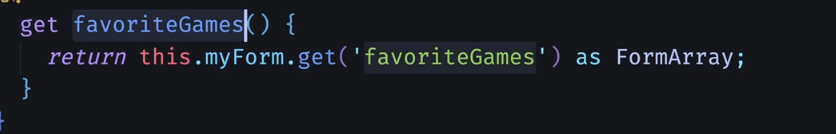 get favoriteGames() {
return this.myForm.get('favoriteGames') as FormArray;
}
}